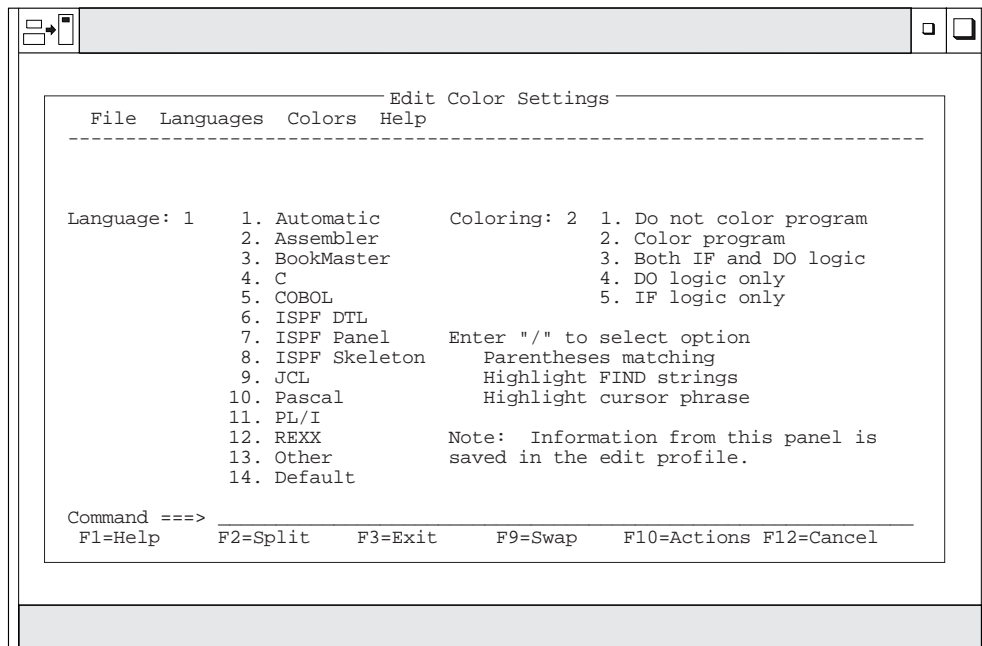 Edit Color Settings
File Languages Colors Help
-------------------------------------------------------------------------
Language: 1 1. Automatic Coloring: 2 1. Do not color program
2. Assembler 2. Color program
3. BookMaster 3. Both IF and DO logic
4. C 4. DO logic only
5. COBOL 5. IF logic only
6. ISPF DTL
7. ISPF Panel Enter "/" to select option
8. ISPF Skeleton Parentheses matching
9. JCL Highlight FIND strings
10. Pascal Highlight cursor phrase
11. PL/I
12. REXX Note: Information from this panel is
13. Other saved in the edit profile.
14. Default
Command ===> ____________________________________________________________
F1=Help F2=Split F3=Exit F9=Swap F10=Actions F12=Cancel